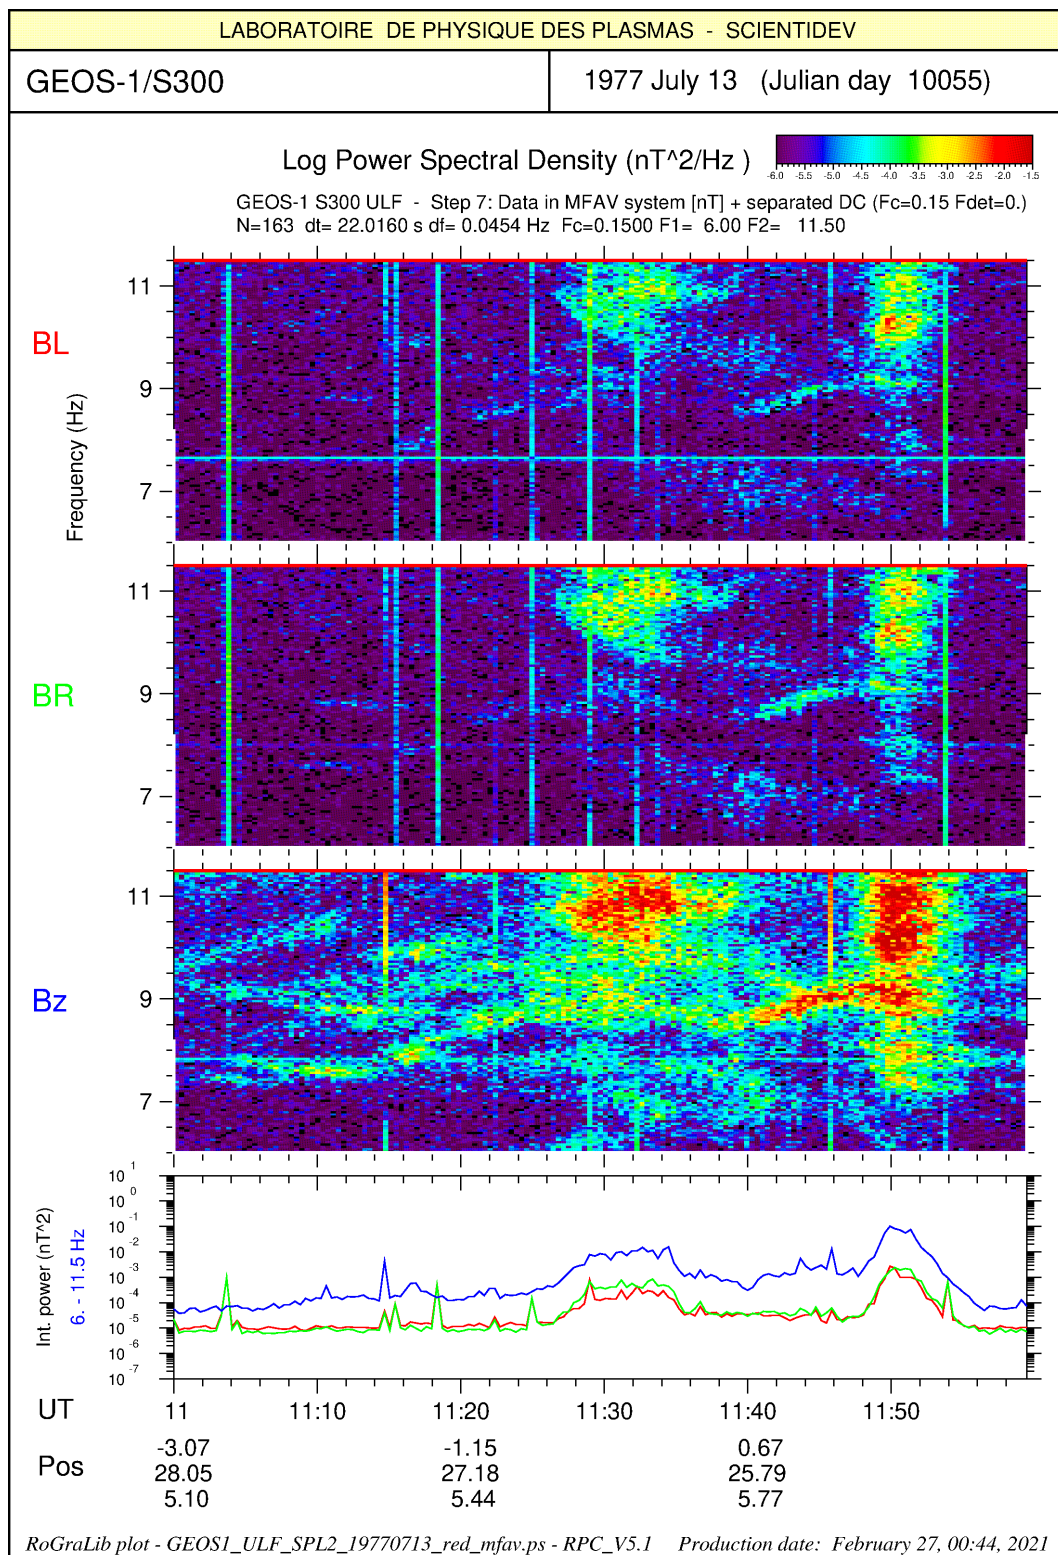 LABORATOIRE DE PHYSIQUE DES PLASMAS - SCIENTIDEV
GEOS-1/S300
1977 July 13 (Julian day 10055)
Log Power Spectral Density (nT^2/Hz )
-6.0 -5.5 -5.0 -4.5 -4.0 -3.5 -3.0 -2.5 -2.0 -1.5
GEOS-1 S300 ULF - Step 7: Data in MFAV system [nT] + separated DC (Fc=0.15 Fdet=0.)
N=163 dt= 22.0160 s df= 0.0454 Hz Fc=0.1500 F1= 6.00 F2= 11.50
11
BL
9
Frequency (Hz)
7
11
BR
9
7
11
Bz
9
7
Int. power (nT^2)
6. - 11.5 Hz
10 1
10 0
10 -1
10 -2
10 -3
10 -4
10 -5
10 -6
10 -7
UT 11 11:10 11:20 11:30 11:40 11:50
-3.07 -1.15 0.67
Pos 28.05 27.18 25.79
5.10 5.44 5.77
RoGraLib plot - GEOS1_ULF_SPL2_19770713_red_mfav.ps - RPC_V5.1 Production date: February 27, 00:44, 2021